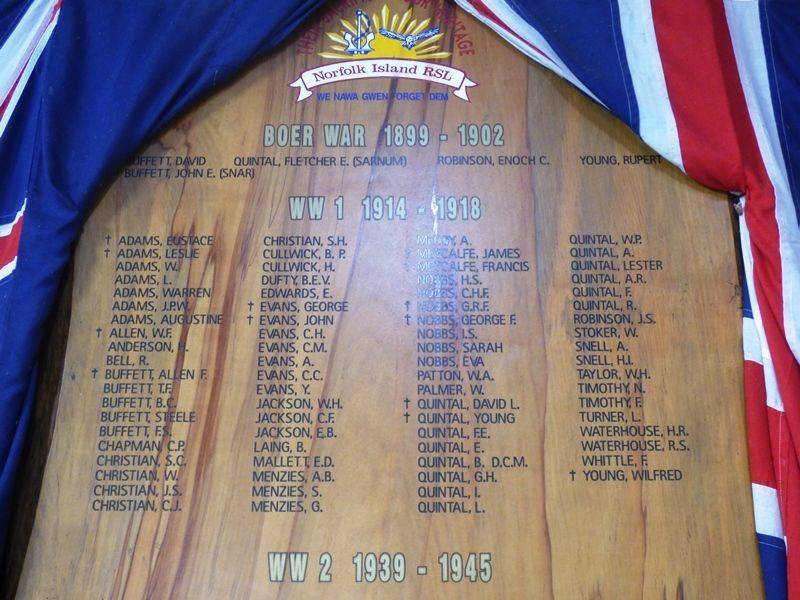 Norfolk Island RSL
WE NAWA GWEN FORGET DEM
BOER WAR 1899 - 1902
BUFFETT, DAVID QUINTAL, FLETCHER E. (SARNUM) ROBINSON, ENOCH C. YOUNG, RUPERT
BUFFETT, JOHN E. (SNAR)
WW 1 1914 - 1918
† ADAMS, EUSTACE
† ADAMS, LESLIE
ADAMS, W.
ADAMS, L.
ADAMS, WARREN
ADAMS, J.P.W.
ADAMS, AUGUSTINE
† ALLEN, W.F.
ANDERSON, H.
BELL, R.
† BUFFETT, ALLEN F.
BUFFETT, T.F.
BUFFETT, B.C.
BUFFETT, STEELE
BUFFETT, F.S.
CHAPMAN, C.P.
CHRISTIAN, S.C.
CHRISTIAN, W.
CHRISTIAN, J.S.
CHRISTIAN, C.J.
CHRISTIAN, S.H.
CULLWICK, B. P.
CULLWICK, H.
DUFTY, B.E.V.
EDWARDS, E.
† EVANS, GEORGE
† EVANS, JOHN
EVANS, C.H.
EVANS, C.M.
EVANS, A.
EVANS, C.C.
EVANS, Y.
JACKSON, W.H.
JACKSON, C.F.
JACKSON, E.B.
LAING, B.
MALLETT, E.D.
MENZIES, A.B.
MENZIES, S.
MENZIES, G.
McCOY, A.
† METCALFE, JAMES
METCALFE, FRANCIS
NOBBS, H.S.
NOBBS, C.H.F.
† NOBBS, G.R.F.
† NOBBS, GEORGE F.
NOBBS, I.S.
NOBBS, SARAH
NOBBS, EVA
PATTON, W.A.
PALMER, W.
† QUINTAL, DAVID L.
† QUINTAL, YOUNG
QUINTAL, F.E.
QUINTAL, E.
QUINTAL, B. D.C.M.
QUINTAL, G.H.
QUINTAL, I.
QUINTAL, L.
QUINTAL, W.P.
QUINTAL, A.
QUINTAL, LESTER
QUINTAL, A.R.
QUINTAL, F.
QUINTAL, R.
ROBINSON, J.S.
STOKER, W.
SNELL, A.
SNELL, H.I.
TAYLOR, W.H.
TIMOTHY, N.
TIMOTHY, F.
TURNER, L.
WATERHOUSE, H.R.
WATERHOUSE, R.S.
WHITTLE, F.
† YOUNG, WILFRED
WW 2 1939 - 1945